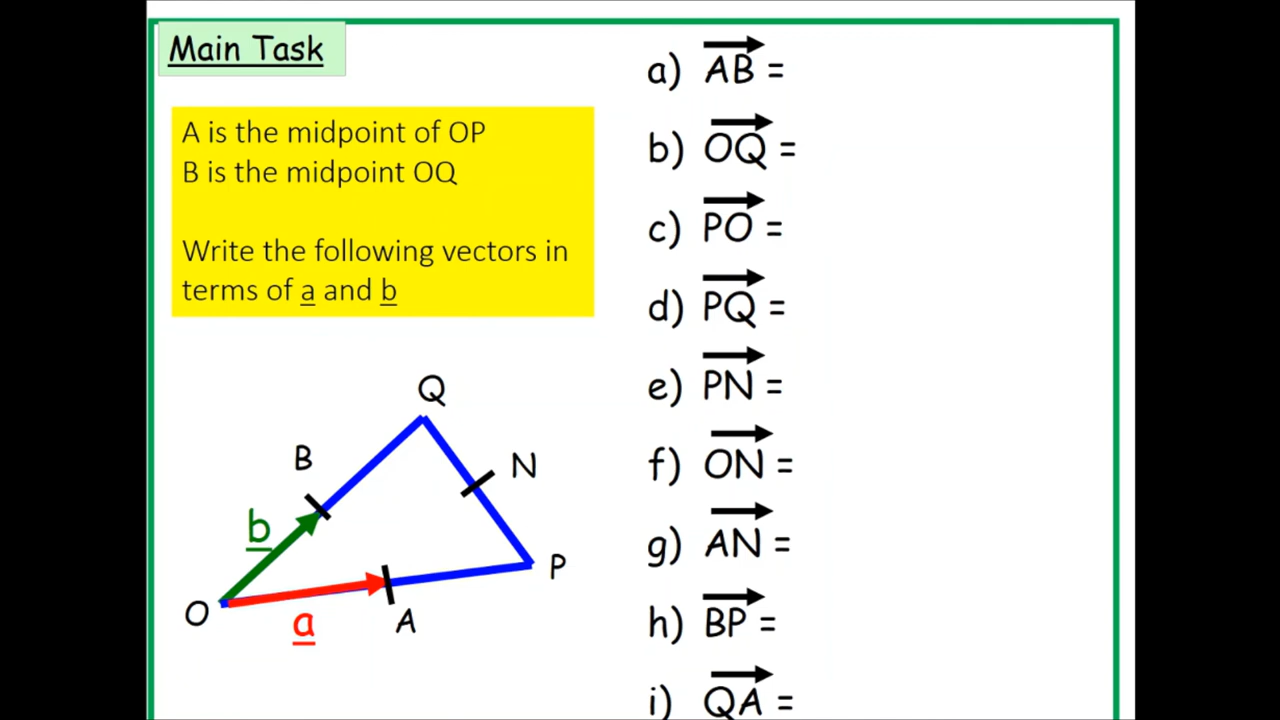 Main Task
A is the midpoint of OP
B is the midpoint OQ
Write the following vectors in
terms of a and b
Q
B
N
b
P
O
a
A
a) AB =
b) OQ =
c) PO =
d) PQ =
e) PN =
f) ON =
g) AN =
h) BP =
i) QA =